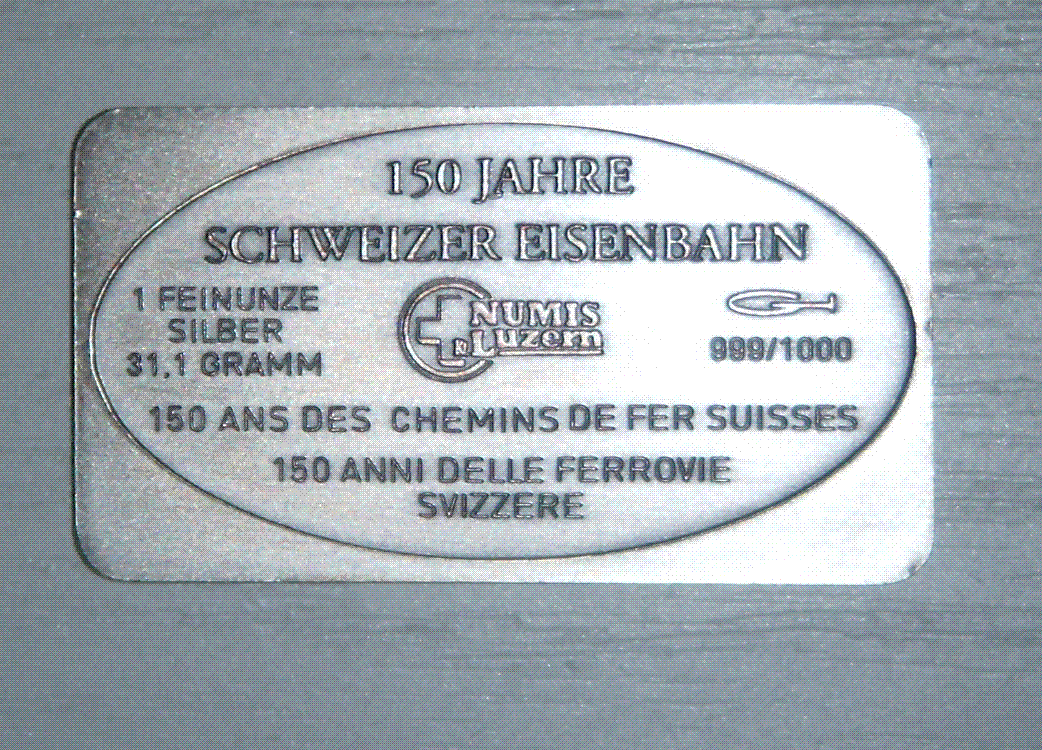 150 JAHRE
SCHWEIZER EISENBAHN
1 FEINUNZE
SILBER
31,1 GRAMM
NUMIS
Luzern
999/1000
150 ANS DES CHEMINS DE FER SUISSES
150 ANNI DELLE FERROVIE
SVIZZERE